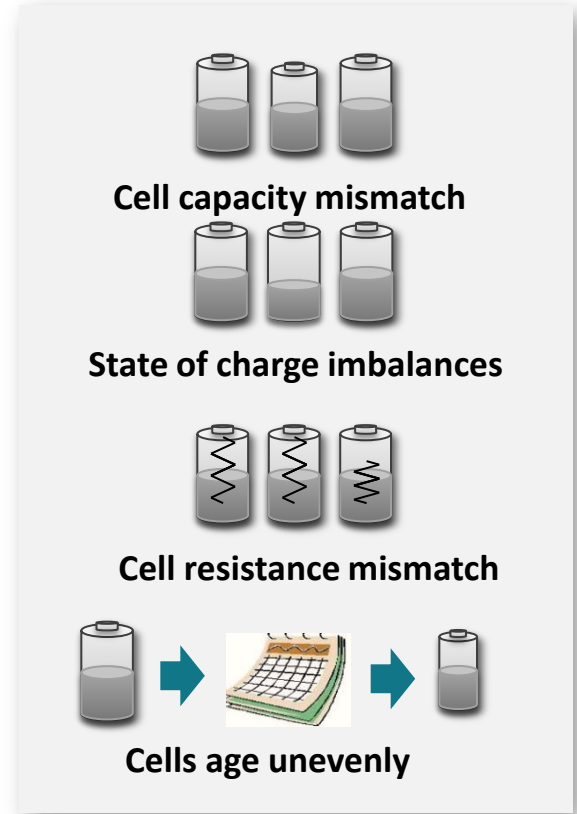 Cell capacity mismatch
State of charge imbalances
Cell resistance mismatch
Cells age unevenly